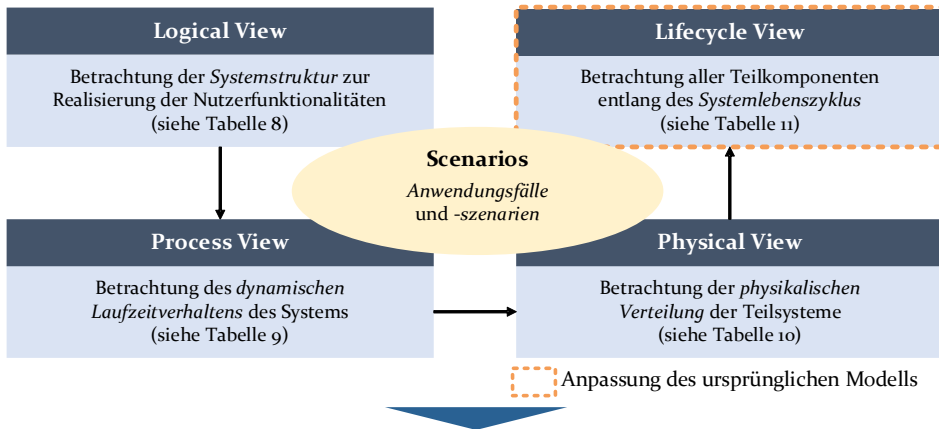 Logical View
Betrachtung der Systemstruktur zur
Realisierung der Nutzerfunktionalitäten
(siehe Tabelle 8)
Lifecycle View
Betrachtung aller Teilkomponenten
entlang des Systemlebenszyklus
(siehe Tabelle 11)
Scenarios
Anwendungsfälle
und -szenarien
Process View
Betrachtung des dynamischen
Laufzeitverhaltens des Systems
(siehe Tabelle 9)
Physical View
Betrachtung der physikalischen
Verteilung der Teilsysteme
(siehe Tabelle 10)
Anpassung des ursprünglichen Modells